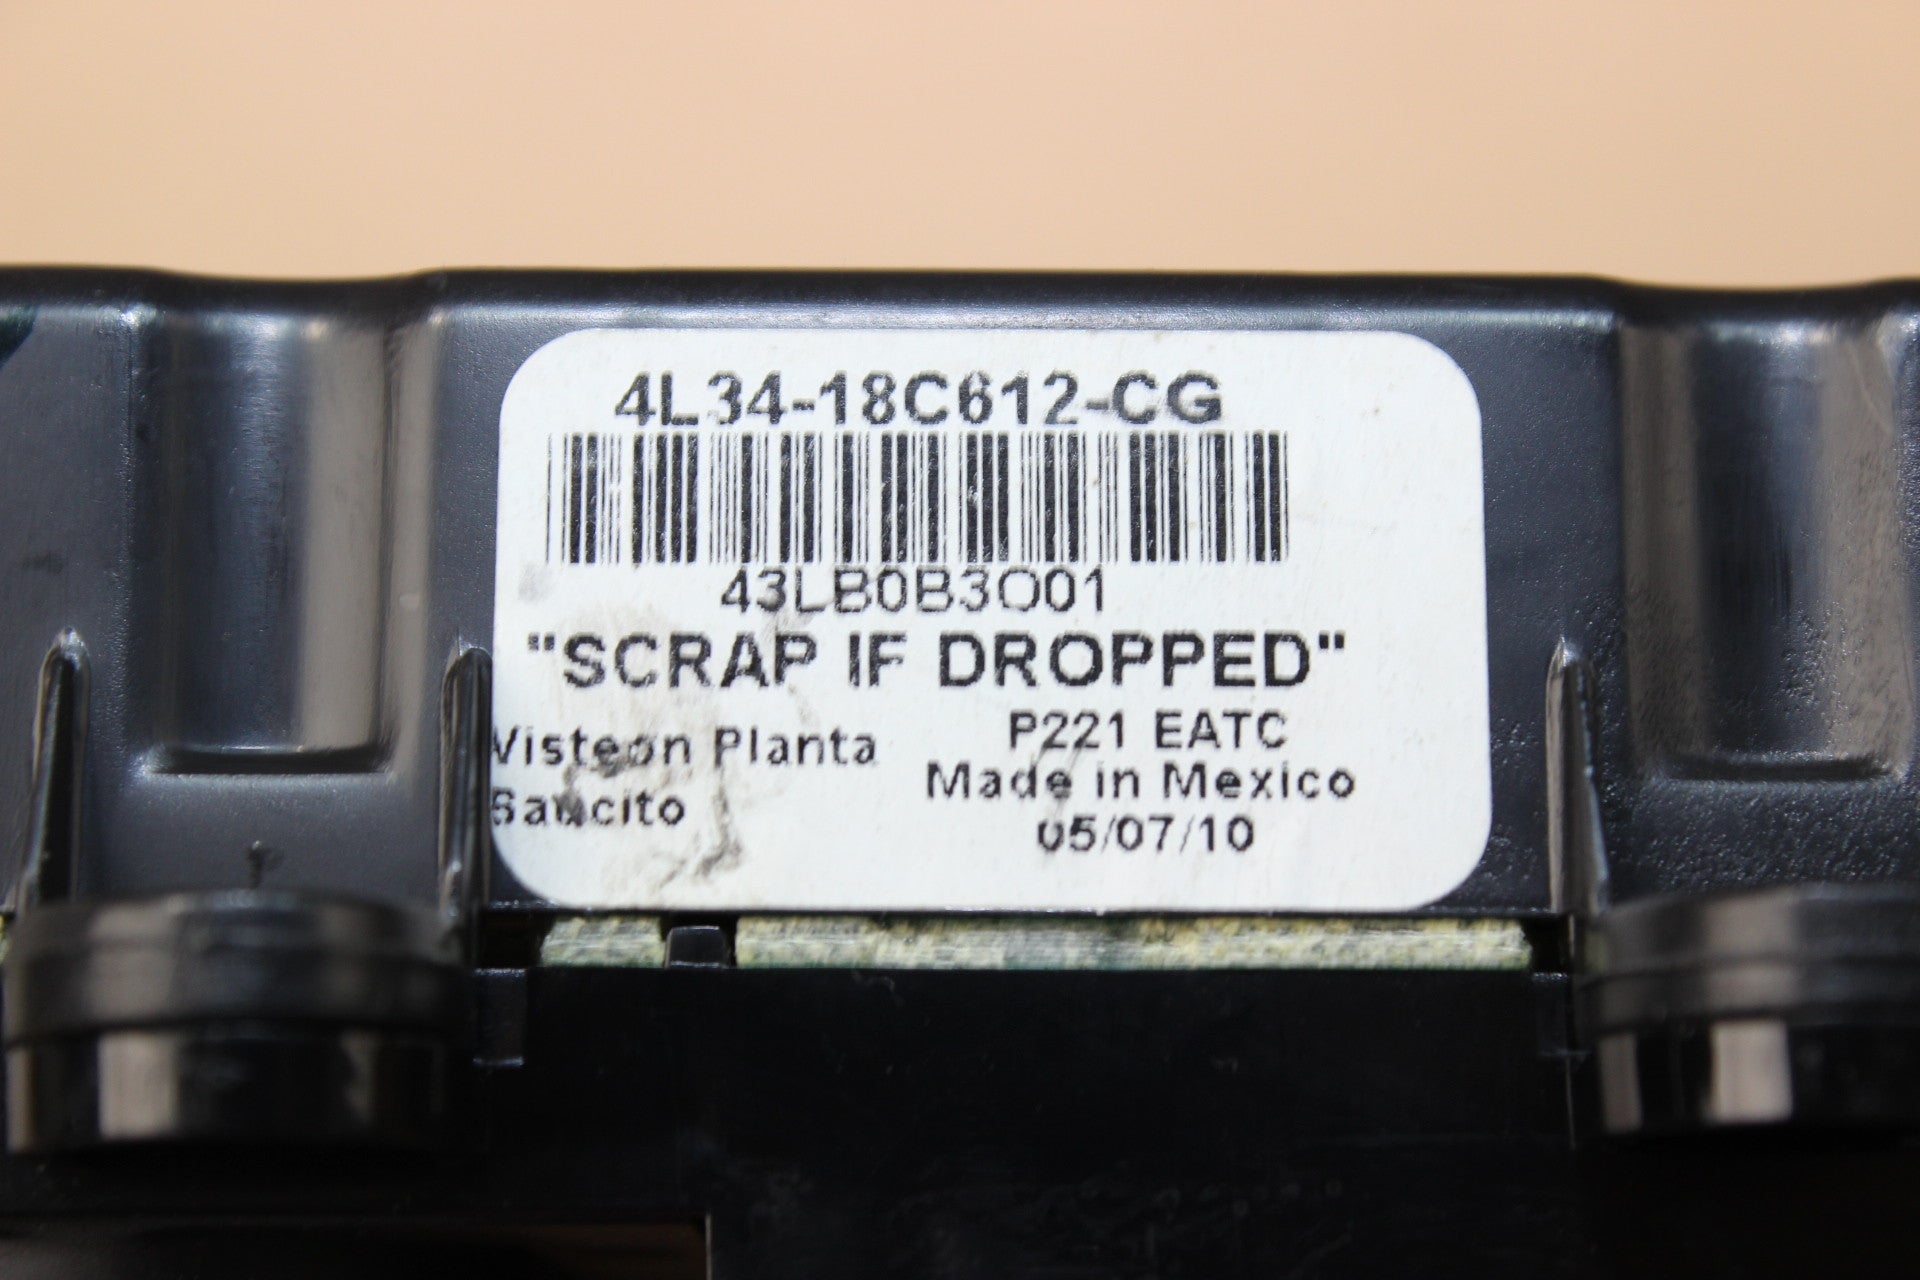 4L34-18C612-CG
43LB0B3O01
"SCRAP IF DROPPED"
Visteon Planta
Saucito
P221 EATC
Made in Mexico
05/07/10